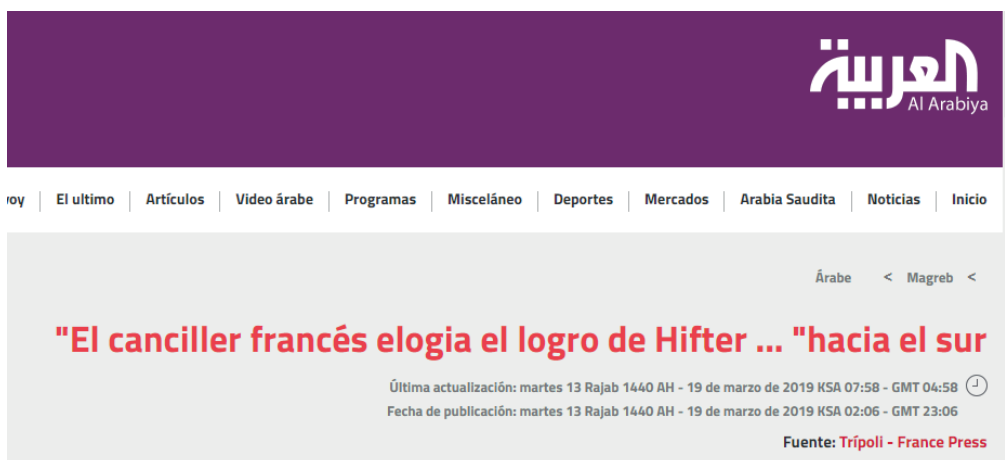 العربية
Al Arabiya
El ultimo | Artículos | Video árabe | Programas | Misceláneo | Deportes | Mercados | Arabia Saudita | Noticias | Inicio
Árabe < Magreb <
"El canciller francés elogia el logro de Hifter ... "hacia el sur
Última actualización: martes 13 Rajab 1440 AH - 19 de marzo de 2019 KSA 07:58 - GMT 04:58
Fecha de publicación: martes 13 Rajab 1440 AH - 19 de marzo de 2019 KSA 02:06 - GMT 23:06
Fuente: Trípoli - France Press